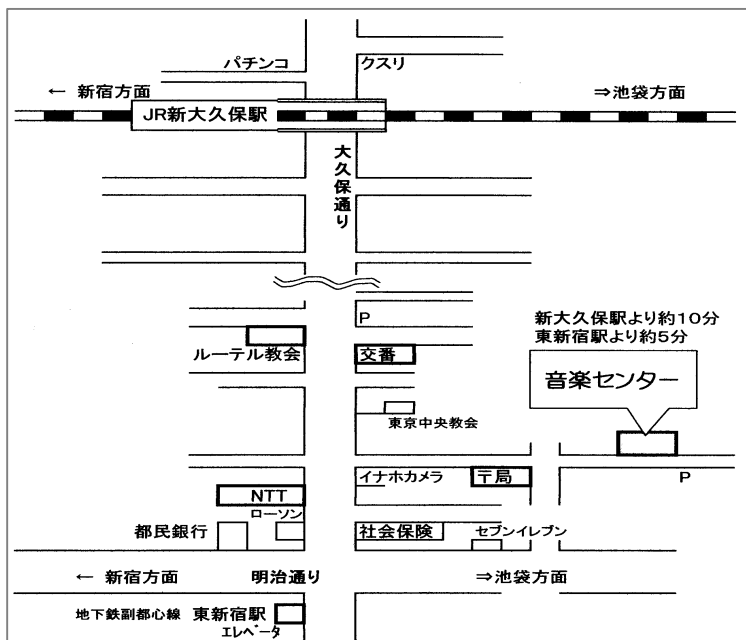 パチンコ
クスリ
← 新宿方面
⇒池袋方面
JR新大久保駅
大久保通り
P
新大久保駅より約10分
東新宿駅より約5分
ルーテル教会
交番
音楽センター
東京中央教会
イナホカメラ
〒局
P
NTT
ローソン
都民銀行
社会保険
セブンイレブン
← 新宿方面
明治通り
⇒池袋方面
地下鉄副都心線
東新宿駅
エレベータ